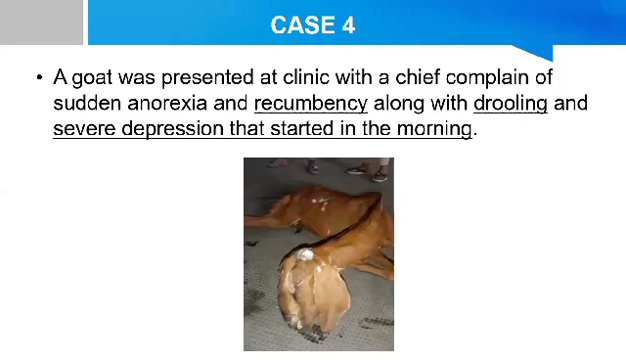 CASE 4
• A goat was presented at clinic with a chief complain of
sudden anorexia and recumbency along with drooling and
severe depression that started in the morning.